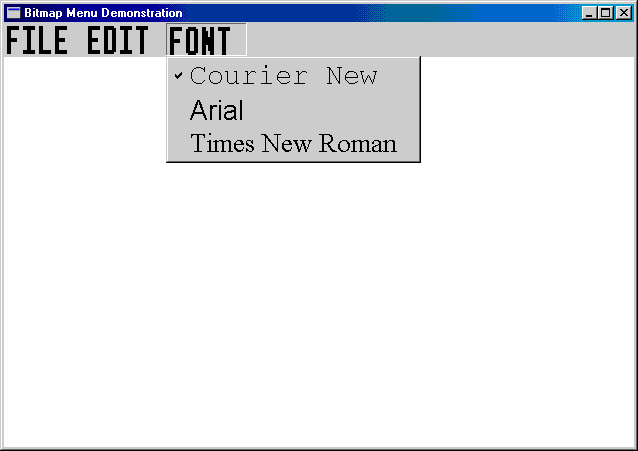 Bitmap Menu Demonstration
FILE EDIT FONT
Courier New
Arial
Times New Roman